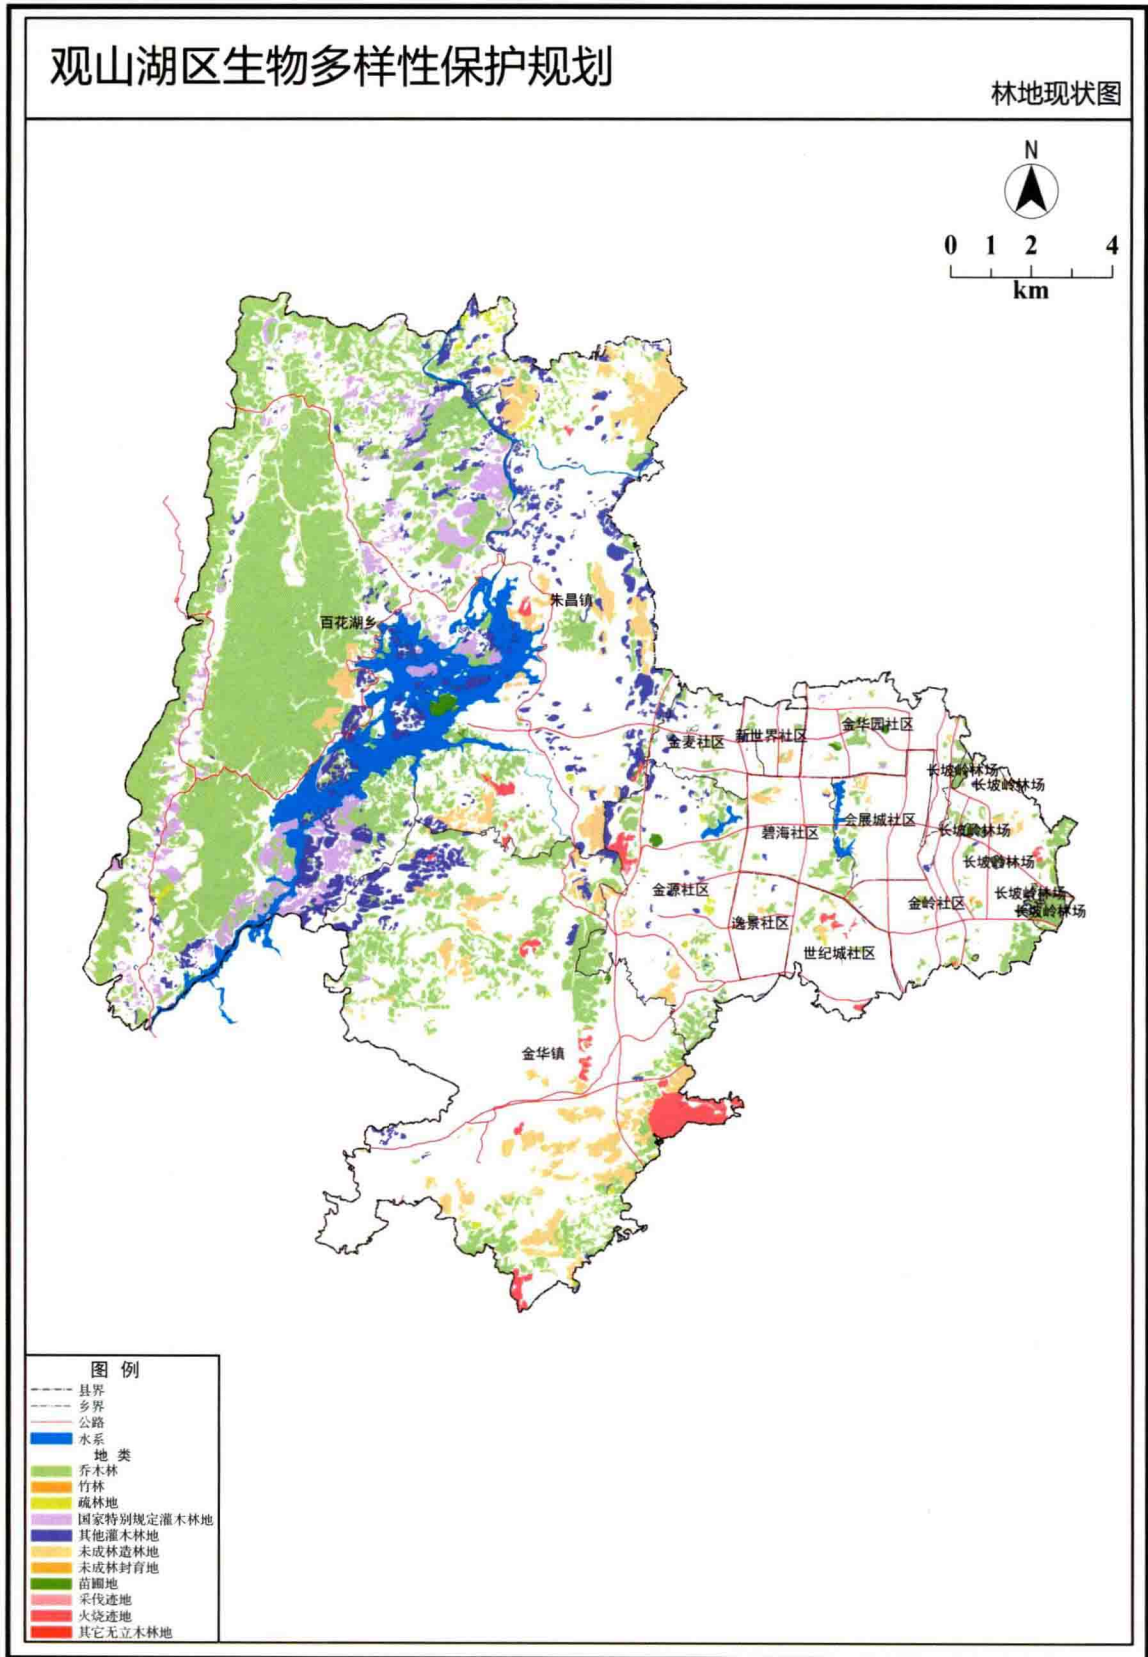 观山湖区生物多样性保护规划
林地现状图
N
0 1 2 4
km
朱昌镇
百花湖乡
金华园社区
新世界社区
金麦社区
长坡岭林场
长坡岭林场
会展城社区
碧海社区
长坡岭林场
长坡岭林场
金源社区
长坡岭林场
金岭社区
长坡岭林场
逸景社区
世纪城社区
金华镇
图 例
县界
乡界
公路
水系
地 类
乔木林
竹林
疏林地
国家特别规定灌木林地
其他灌木林地
未成林造林地
未成林封育地
苗圃地
采伐迹地
火烧迹地
其它无立木林地